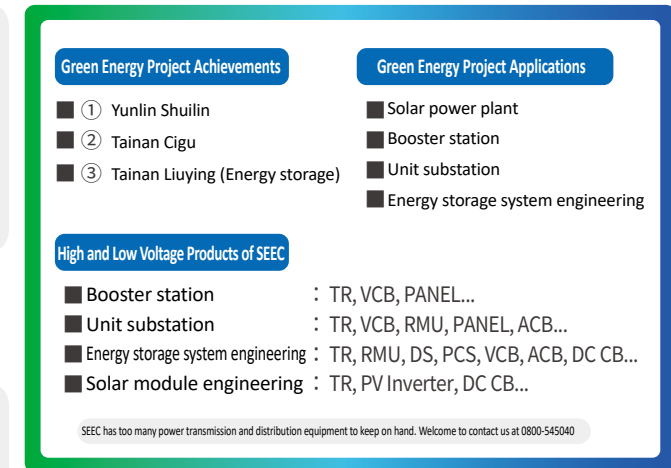 Green Energy Project Achievements
■ ① Yunlin Shuilin
■ ② Tainan Cigu
■ ③ Tainan Liuying (Energy storage)
Green Energy Project Applications
■ Solar power plant
■ Booster station
■ Unit substation
■ Energy storage system engineering
High and Low Voltage Products of SEEC
■ Booster station : TR, VCB, PANEL...
■ Unit substation : TR, VCB, RMU, PANEL, ACB...
■ Energy storage system engineering : TR, RMU, DS, PCS, VCB, ACB, DC CB...
■ Solar module engineering : TR, PV Inverter, DC CB...
SEEC has too many power transmission and distribution equipment to keep on hand. Welcome to contact us at 0800-545040